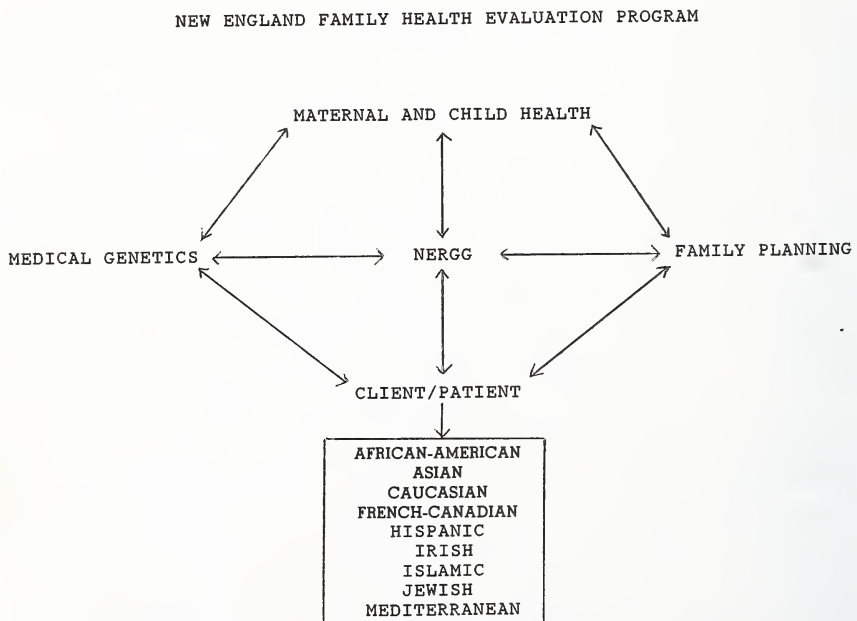 NEW ENGLAND FAMILY HEALTH EVALUATION PROGRAM
MATERNAL AND CHILD HEALTH
MEDICAL GENETICS
NERGG
FAMILY PLANNING
CLIENT/PATIENT
AFRICAN-AMERICAN
ASIAN
CAUCASIAN
FRENCH-CANADIAN
HISPANIC
IRISH
ISLAMIC
JEWISH
MEDITERRANEAN